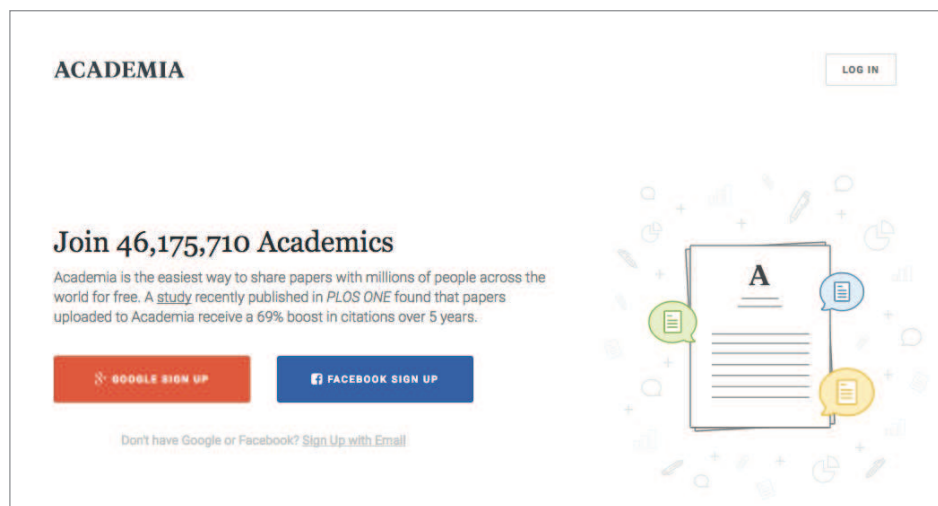 ACADEMIA
LOG IN
Join 46,175,710 Academics
Academia is the easiest way to share papers with millions of people across the
world for free. A study recently published in PLOS ONE found that papers
uploaded to Academia receive a 69% boost in citations over 5 years.
A
GOOGLE SIGN UP
FACEBOOK SIGN UP
Don't have Google or Facebook? Sign Up with Email